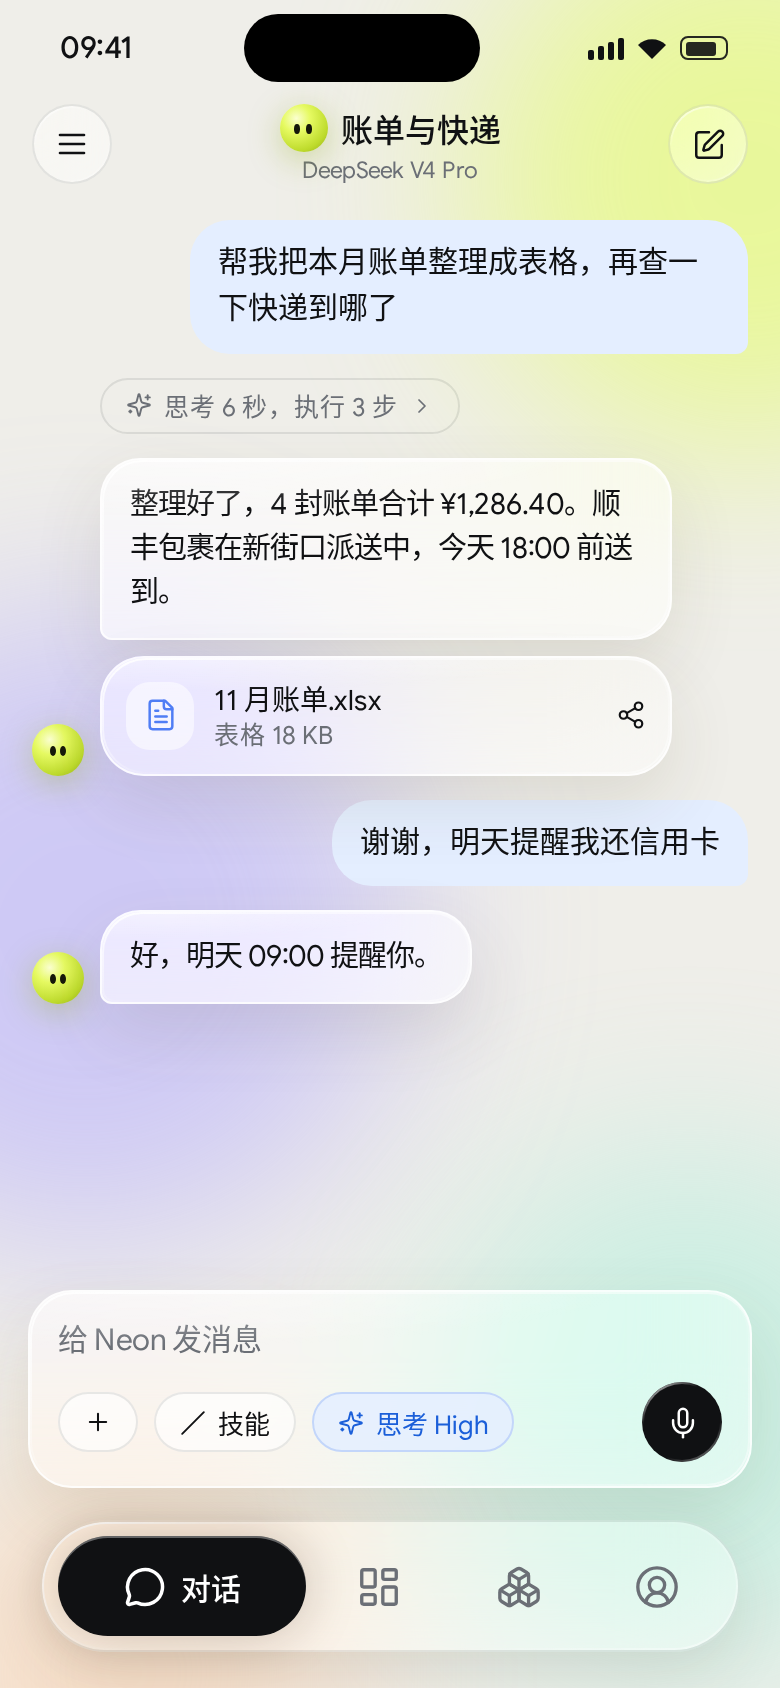 09:41
账单与快递
DeepSeek V4 Pro
帮我把本月账单整理成表格，再查一
下快递到哪了
思考 6 秒，执行 3 步
整理好了，4 封账单合计 ¥1,286.40。顺
丰包裹在新街口派送中，今天 18:00 前送
到。
11 月账单.xlsx
表格 18 KB
谢谢，明天提醒我还信用卡
好，明天 09:00 提醒你。
给 Neon 发消息
技能
思考 High
对话